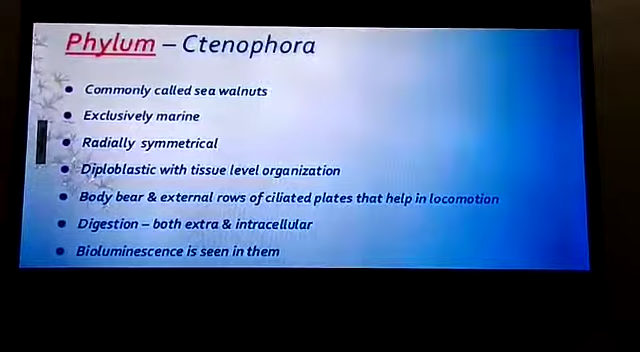 Phylum – Ctenophora
Commonly called sea walnuts
Exclusively marine
Radially symmetrical
Diploblastic with tissue level organization
Body bear & external rows of ciliated plates that help in locomotion
Digestion – both extra & intracellular
Bioluminescence is seen in them